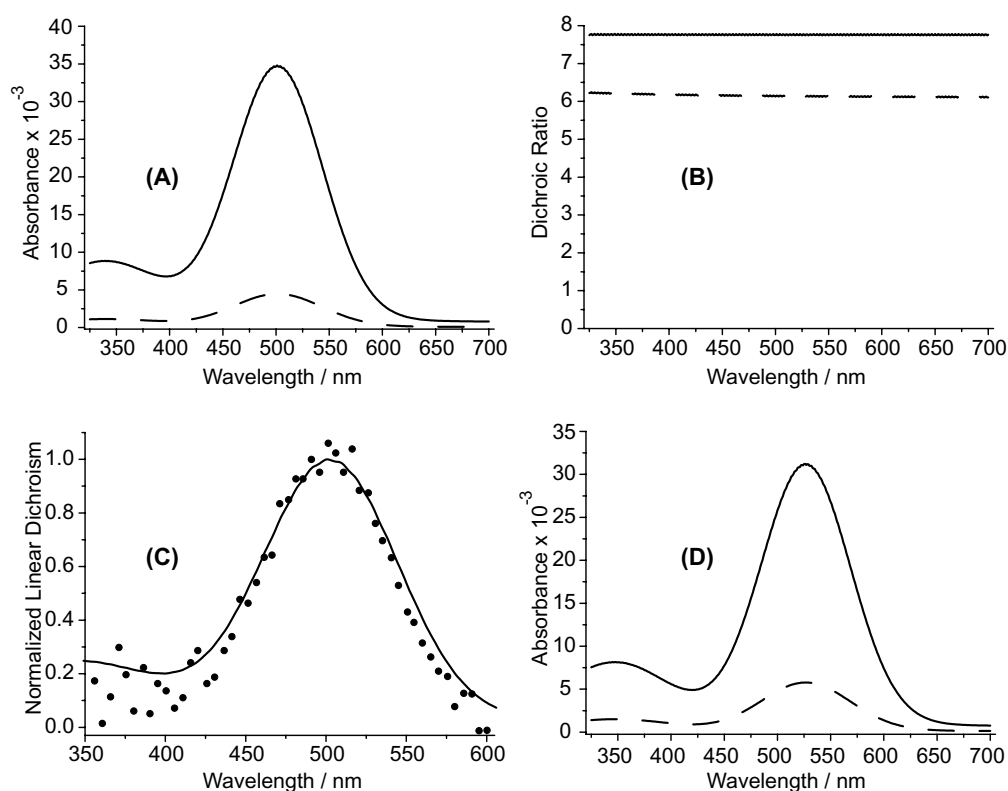 40
35
30
25
20
15
10
5
0
Absorbance x 10-3
(A)
350 400 450 500 550 600 650 700
Wavelength / nm
8
7
6
5
4
3
2
1
0
Dichroic Ratio
(B)
350 400 450 500 550 600 650 700
Wavelength / nm
1.0
0.8
0.6
0.4
0.2
0.0
Normalized Linear Dichroism
(C)
350 400 450 500 550 600
Wavelength / nm
35
30
25
20
15
10
5
0
Absorbance x 10-3
(D)
350 400 450 500 550 600 650 700
Wavelength / nm